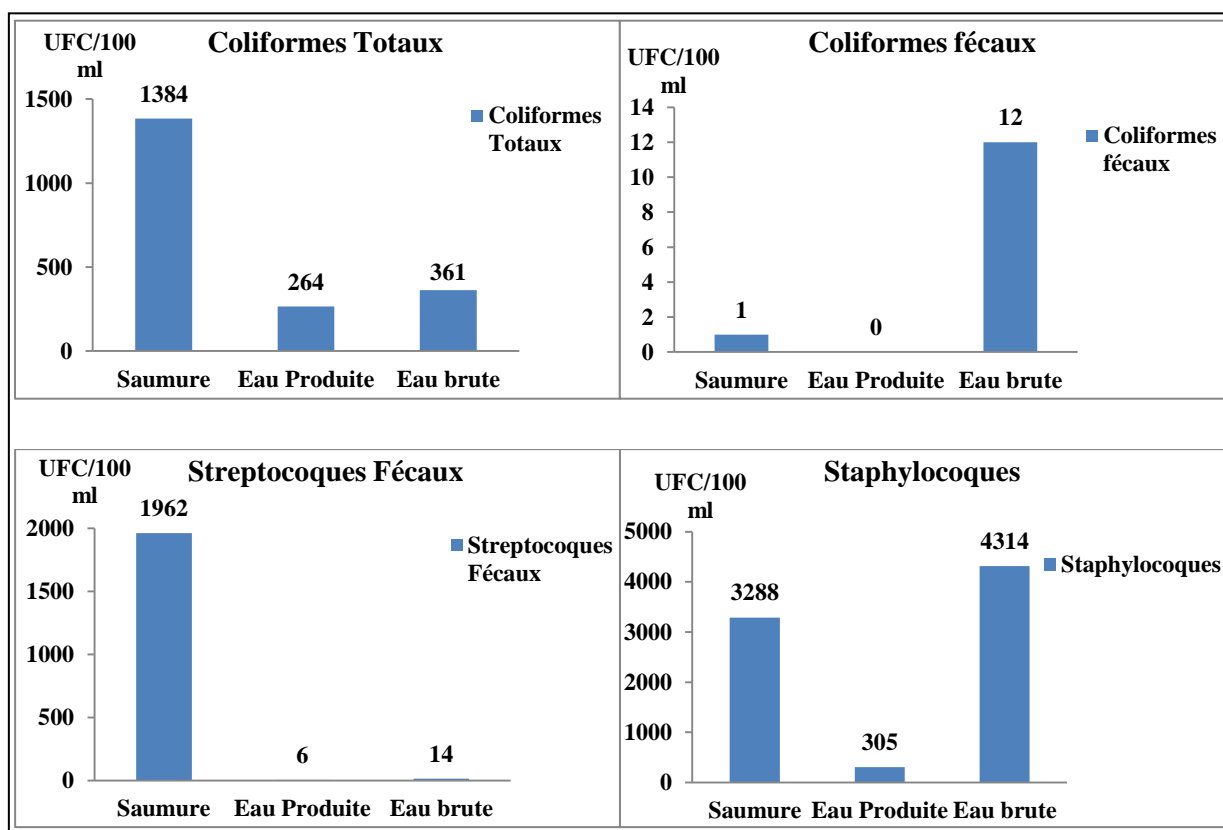 UFC/100
ml
Coliformes Totaux
1384
1500
1000
500
0
264
361
Coliformes
Totaux
Saumure Eau Produite Eau brute
UFC/100
ml
Coliformes fécaux
14
12
10
8
6
4
2
0
1
0
12
Coliformes
fécaux
Saumure Eau Produite Eau brute
UFC/100
ml
Streptocoques Fécaux
1962
2000
1500
1000
500
0
6
14
Streptocoques
Fécaux
Saumure Eau Produite Eau brute
UFC/100
ml
Staphylocoques
5000
4000
3000
2000
1000
0
3288
305
4314
Staphylocoques
Saumure Eau Produite Eau brute